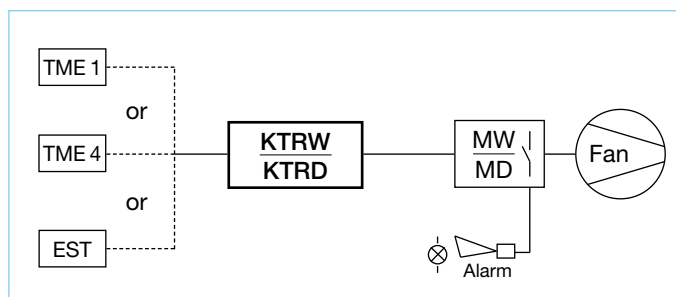 TME 1
or
TME 4
or
EST
KTRW
KTRD
MW
MD
Fan
Alarm